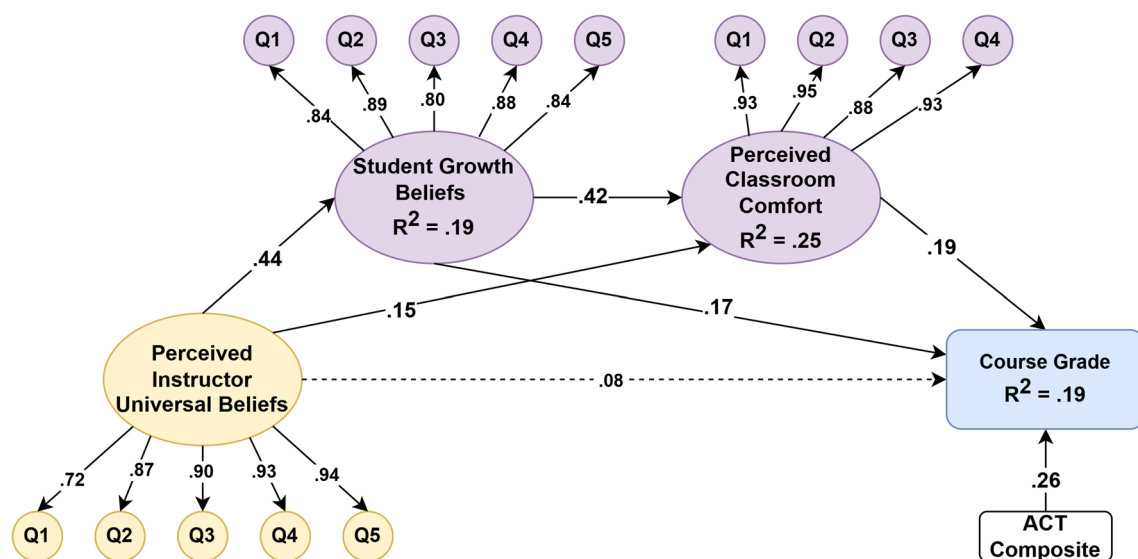 Q1
Q2
Q3
Q4
Q5
Q1
Q2
Q3
Q4
.84
.89
.80
.88
.84
.93
.95
.88
.93
Student Growth
Beliefs
R² = .19
Perceived
Classroom
Comfort
R² = .25
.42
.44
.15
.17
.19
Perceived
Instructor
Universal Beliefs
.08
Course Grade
R² = .19
.72
.87
.90
.93
.94
.26
Q1
Q2
Q3
Q4
Q5
ACT
Composite